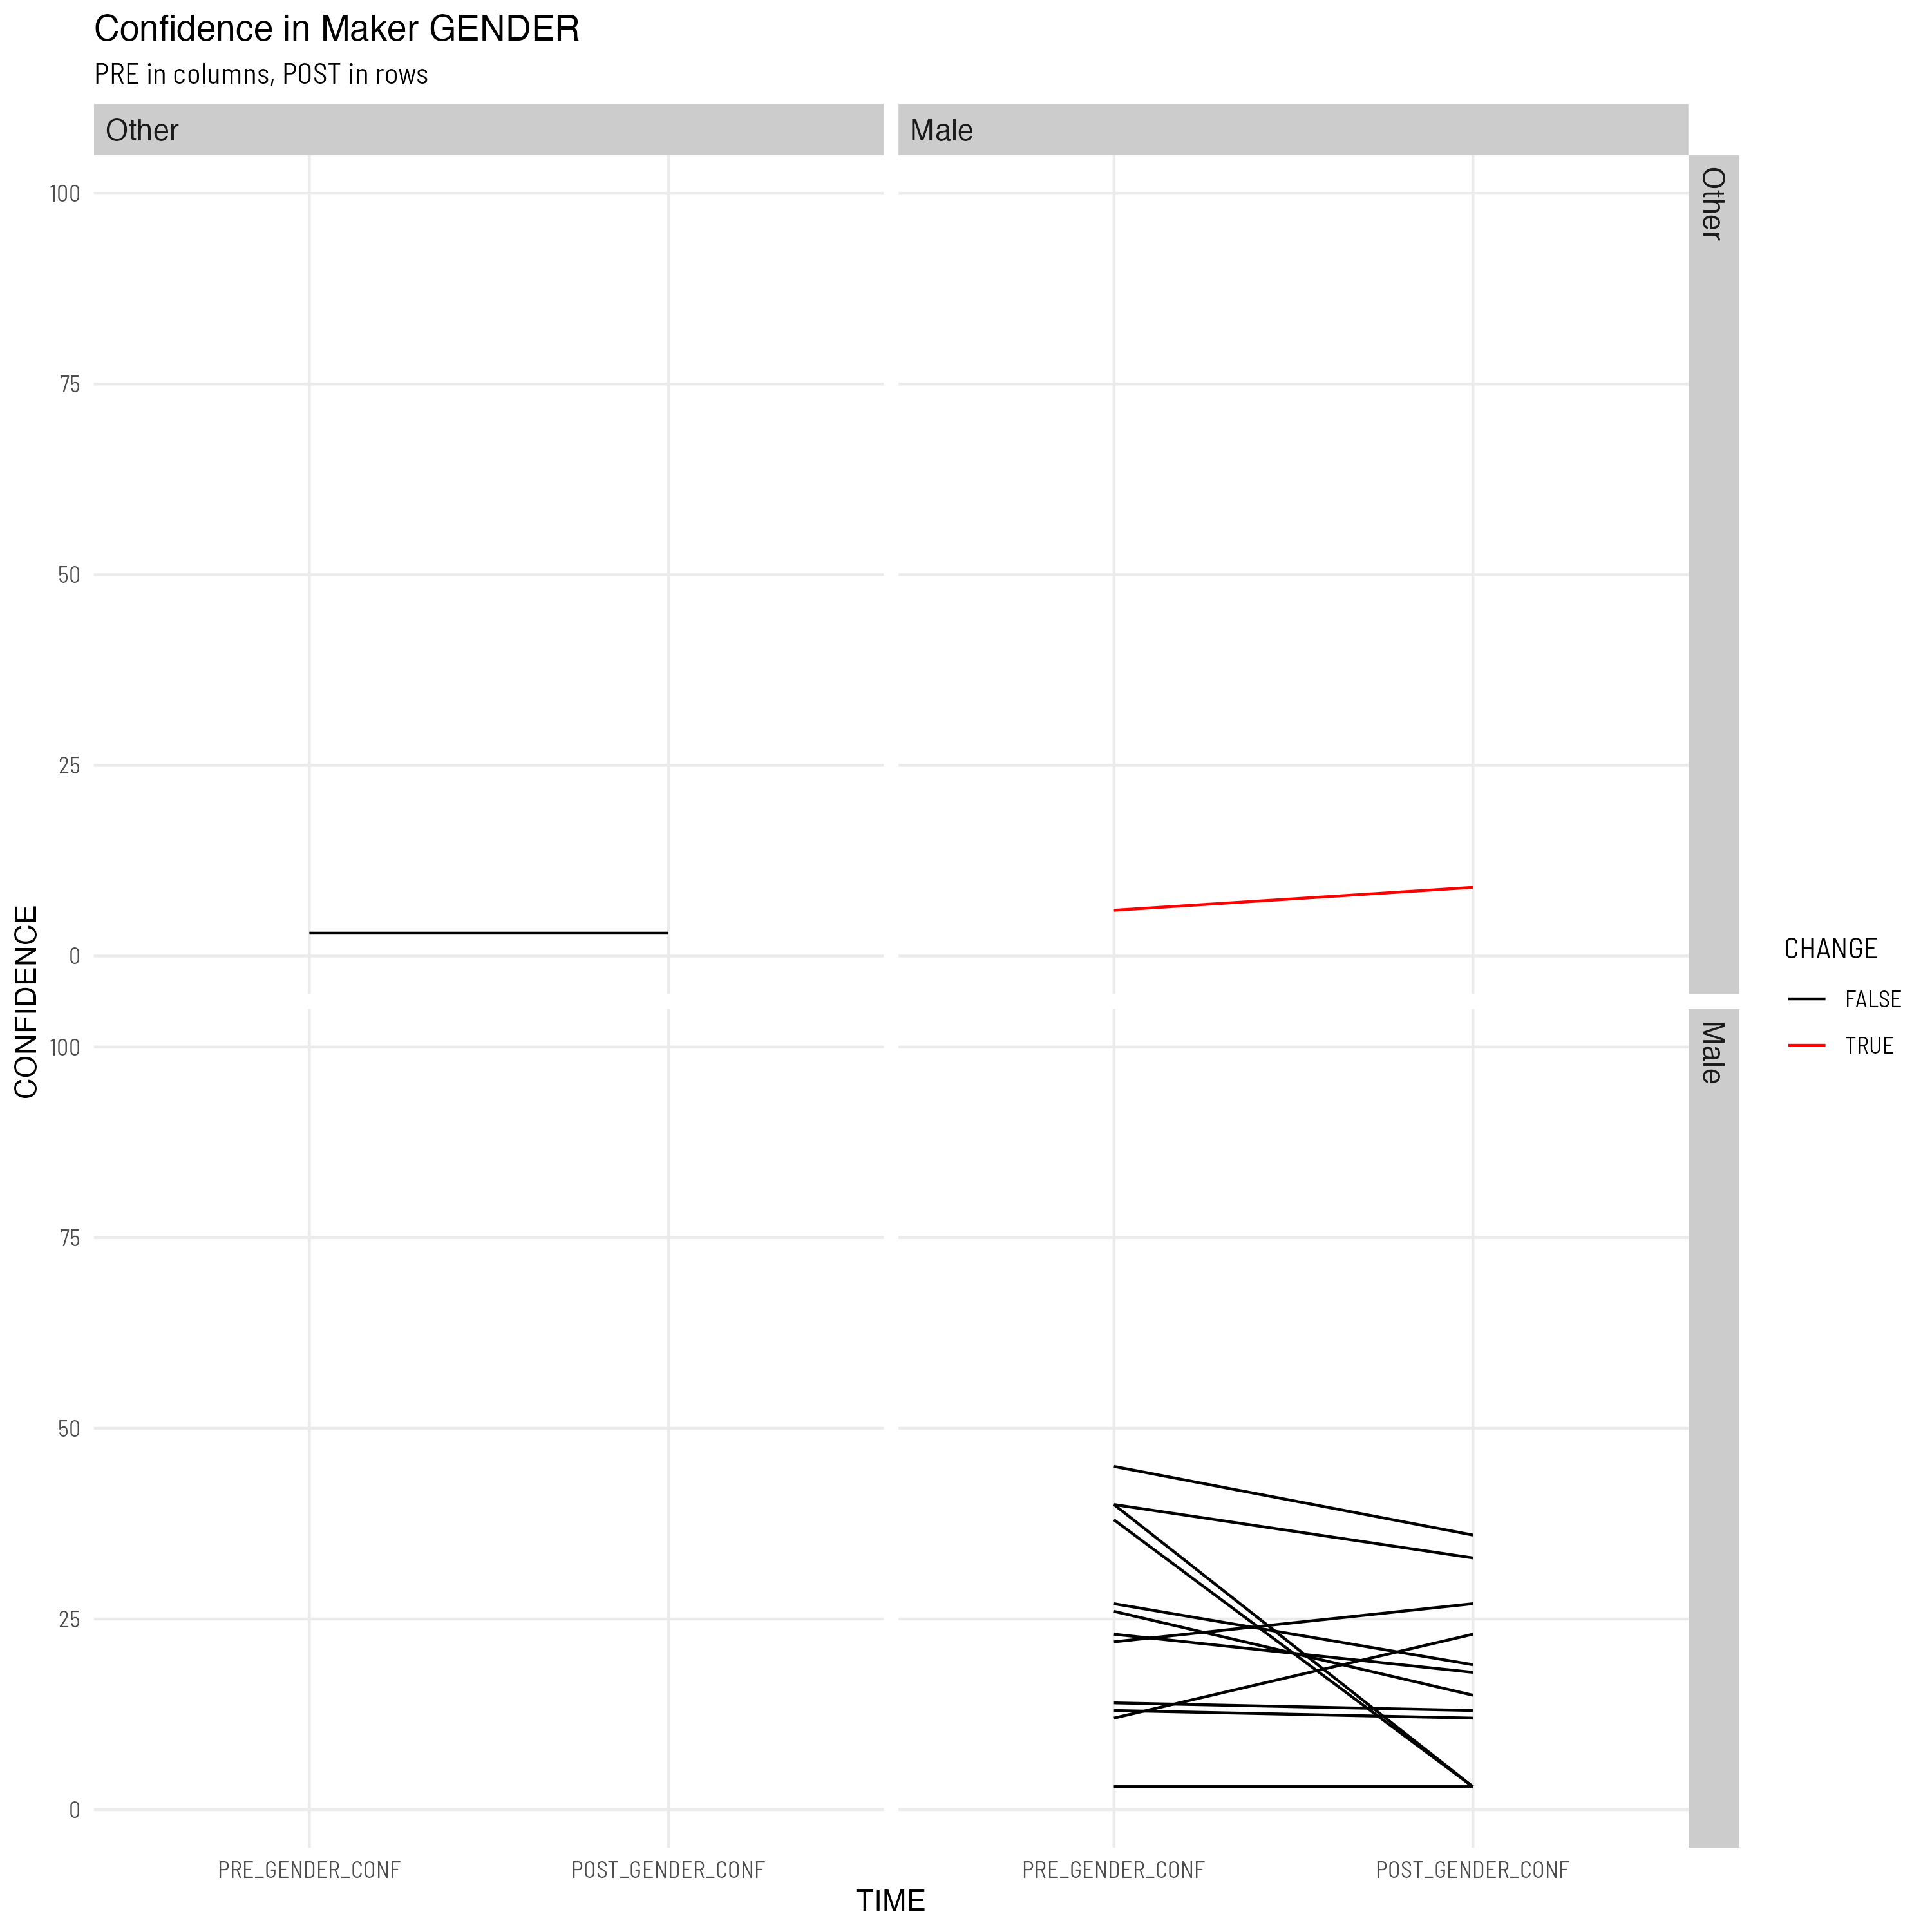 Confidence in Maker GENDER
PRE in columns, POST in rows
Other
Male
100
75
50
25
0
Other
100
75
50
25
0
Male
CONFIDENCE
PRE_GENDER_CONF
POST_GENDER_CONF
PRE_GENDER_CONF
POST_GENDER_CONF
TIME
CHANGE
FALSE
TRUE